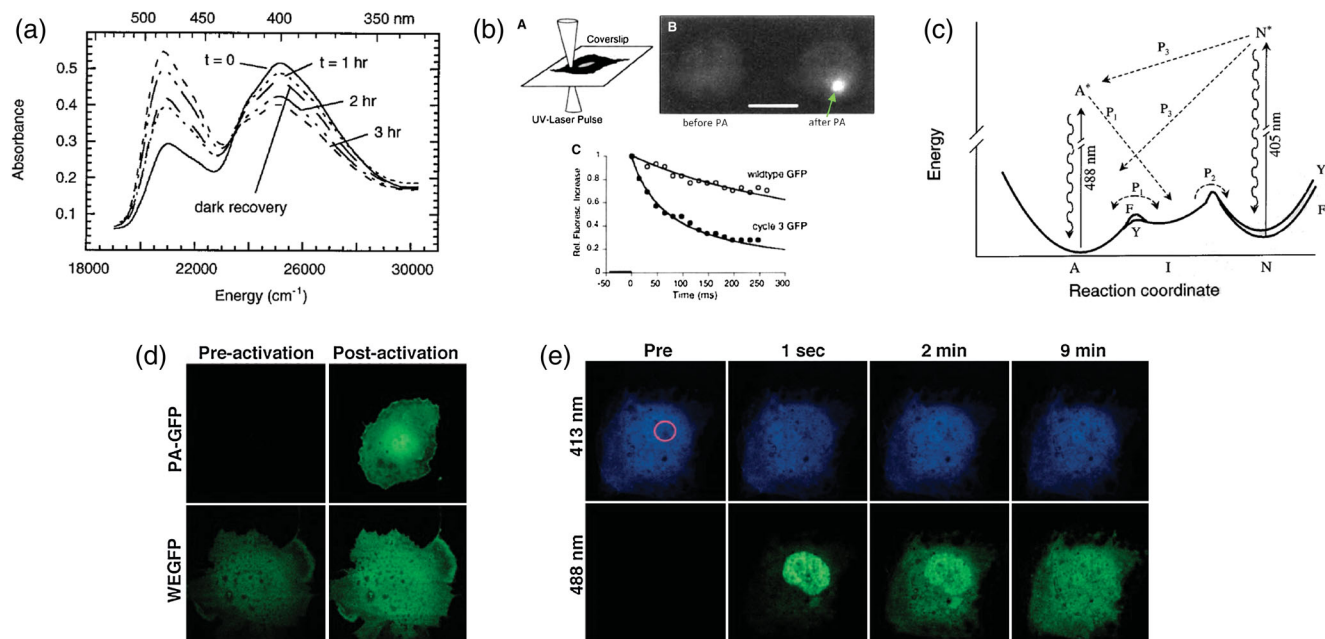 (a)
500 450 400 350 nm
Absorbance
0.5
0.4
0.3
0.2
0.1
t = 0
t = 1 hr
2 hr
3 hr
dark recovery
18000 22000 26000 30000
Energy (cm⁻¹)
(b)
A
Coverslip
UV-Laser Pulse
B
before PA
after PA
C
Rel. Fluoresc. Increase
1
0.8
0.6
0.4
0.2
0
wildtype GFP
cycle 3 GFP
0 50 100 150 200 250 300
Time (ms)
(c)
Energy
N*
P3
A*
P1
P3
488 nm
405 nm
P1
P2
F
Y
Y
F
A I N
Reaction coordinate
(d)
Pre-activation Post-activation
PA-GFP
WEGFP
(e)
Pre 1 sec 2 min 9 min
413 nm
488 nm